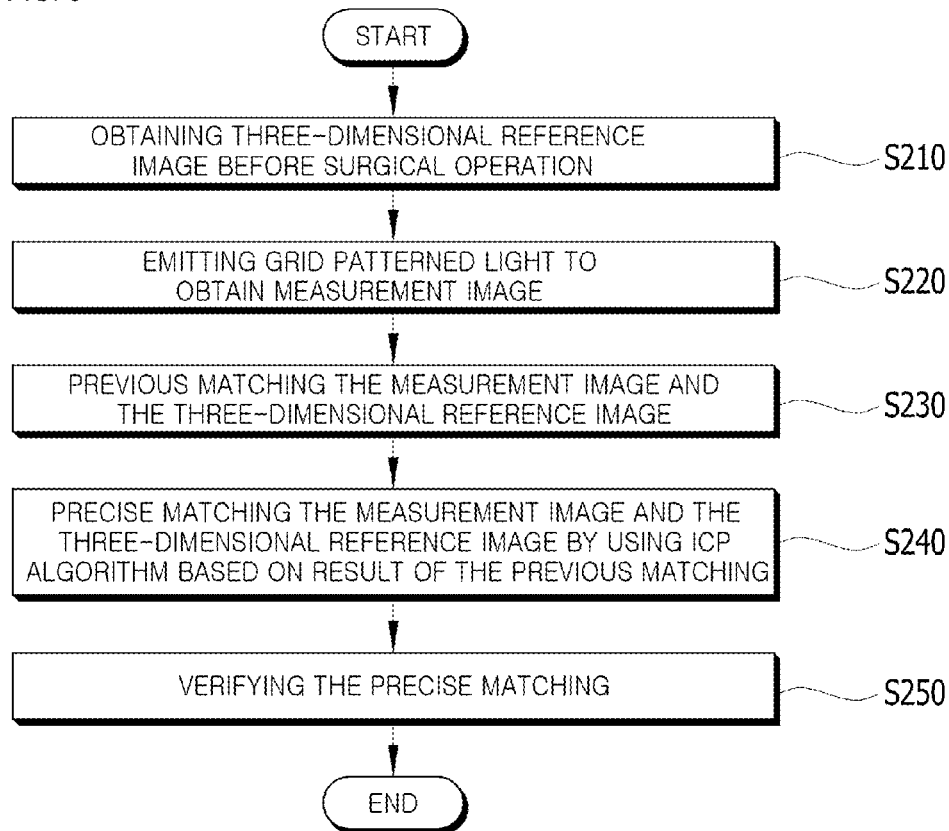 START
OBTAINING THREE-DIMENSIONAL REFERENCE
IMAGE BEFORE SURGICAL OPERATION
S210
EMITTING GRID PATTERNED LIGHT TO
OBTAIN MEASUREMENT IMAGE
S220
PREVIOUS MATCHING THE MEASUREMENT IMAGE AND
THE THREE-DIMENSIONAL REFERENCE IMAGE
S230
PRECISE MATCHING THE MEASUREMENT IMAGE AND THE
THREE-DIMENSIONAL REFERENCE IMAGE BY USING ICP
ALGORITHM BASED ON RESULT OF THE PREVIOUS MATCHING
S240
VERIFYING THE PRECISE MATCHING
S250
END